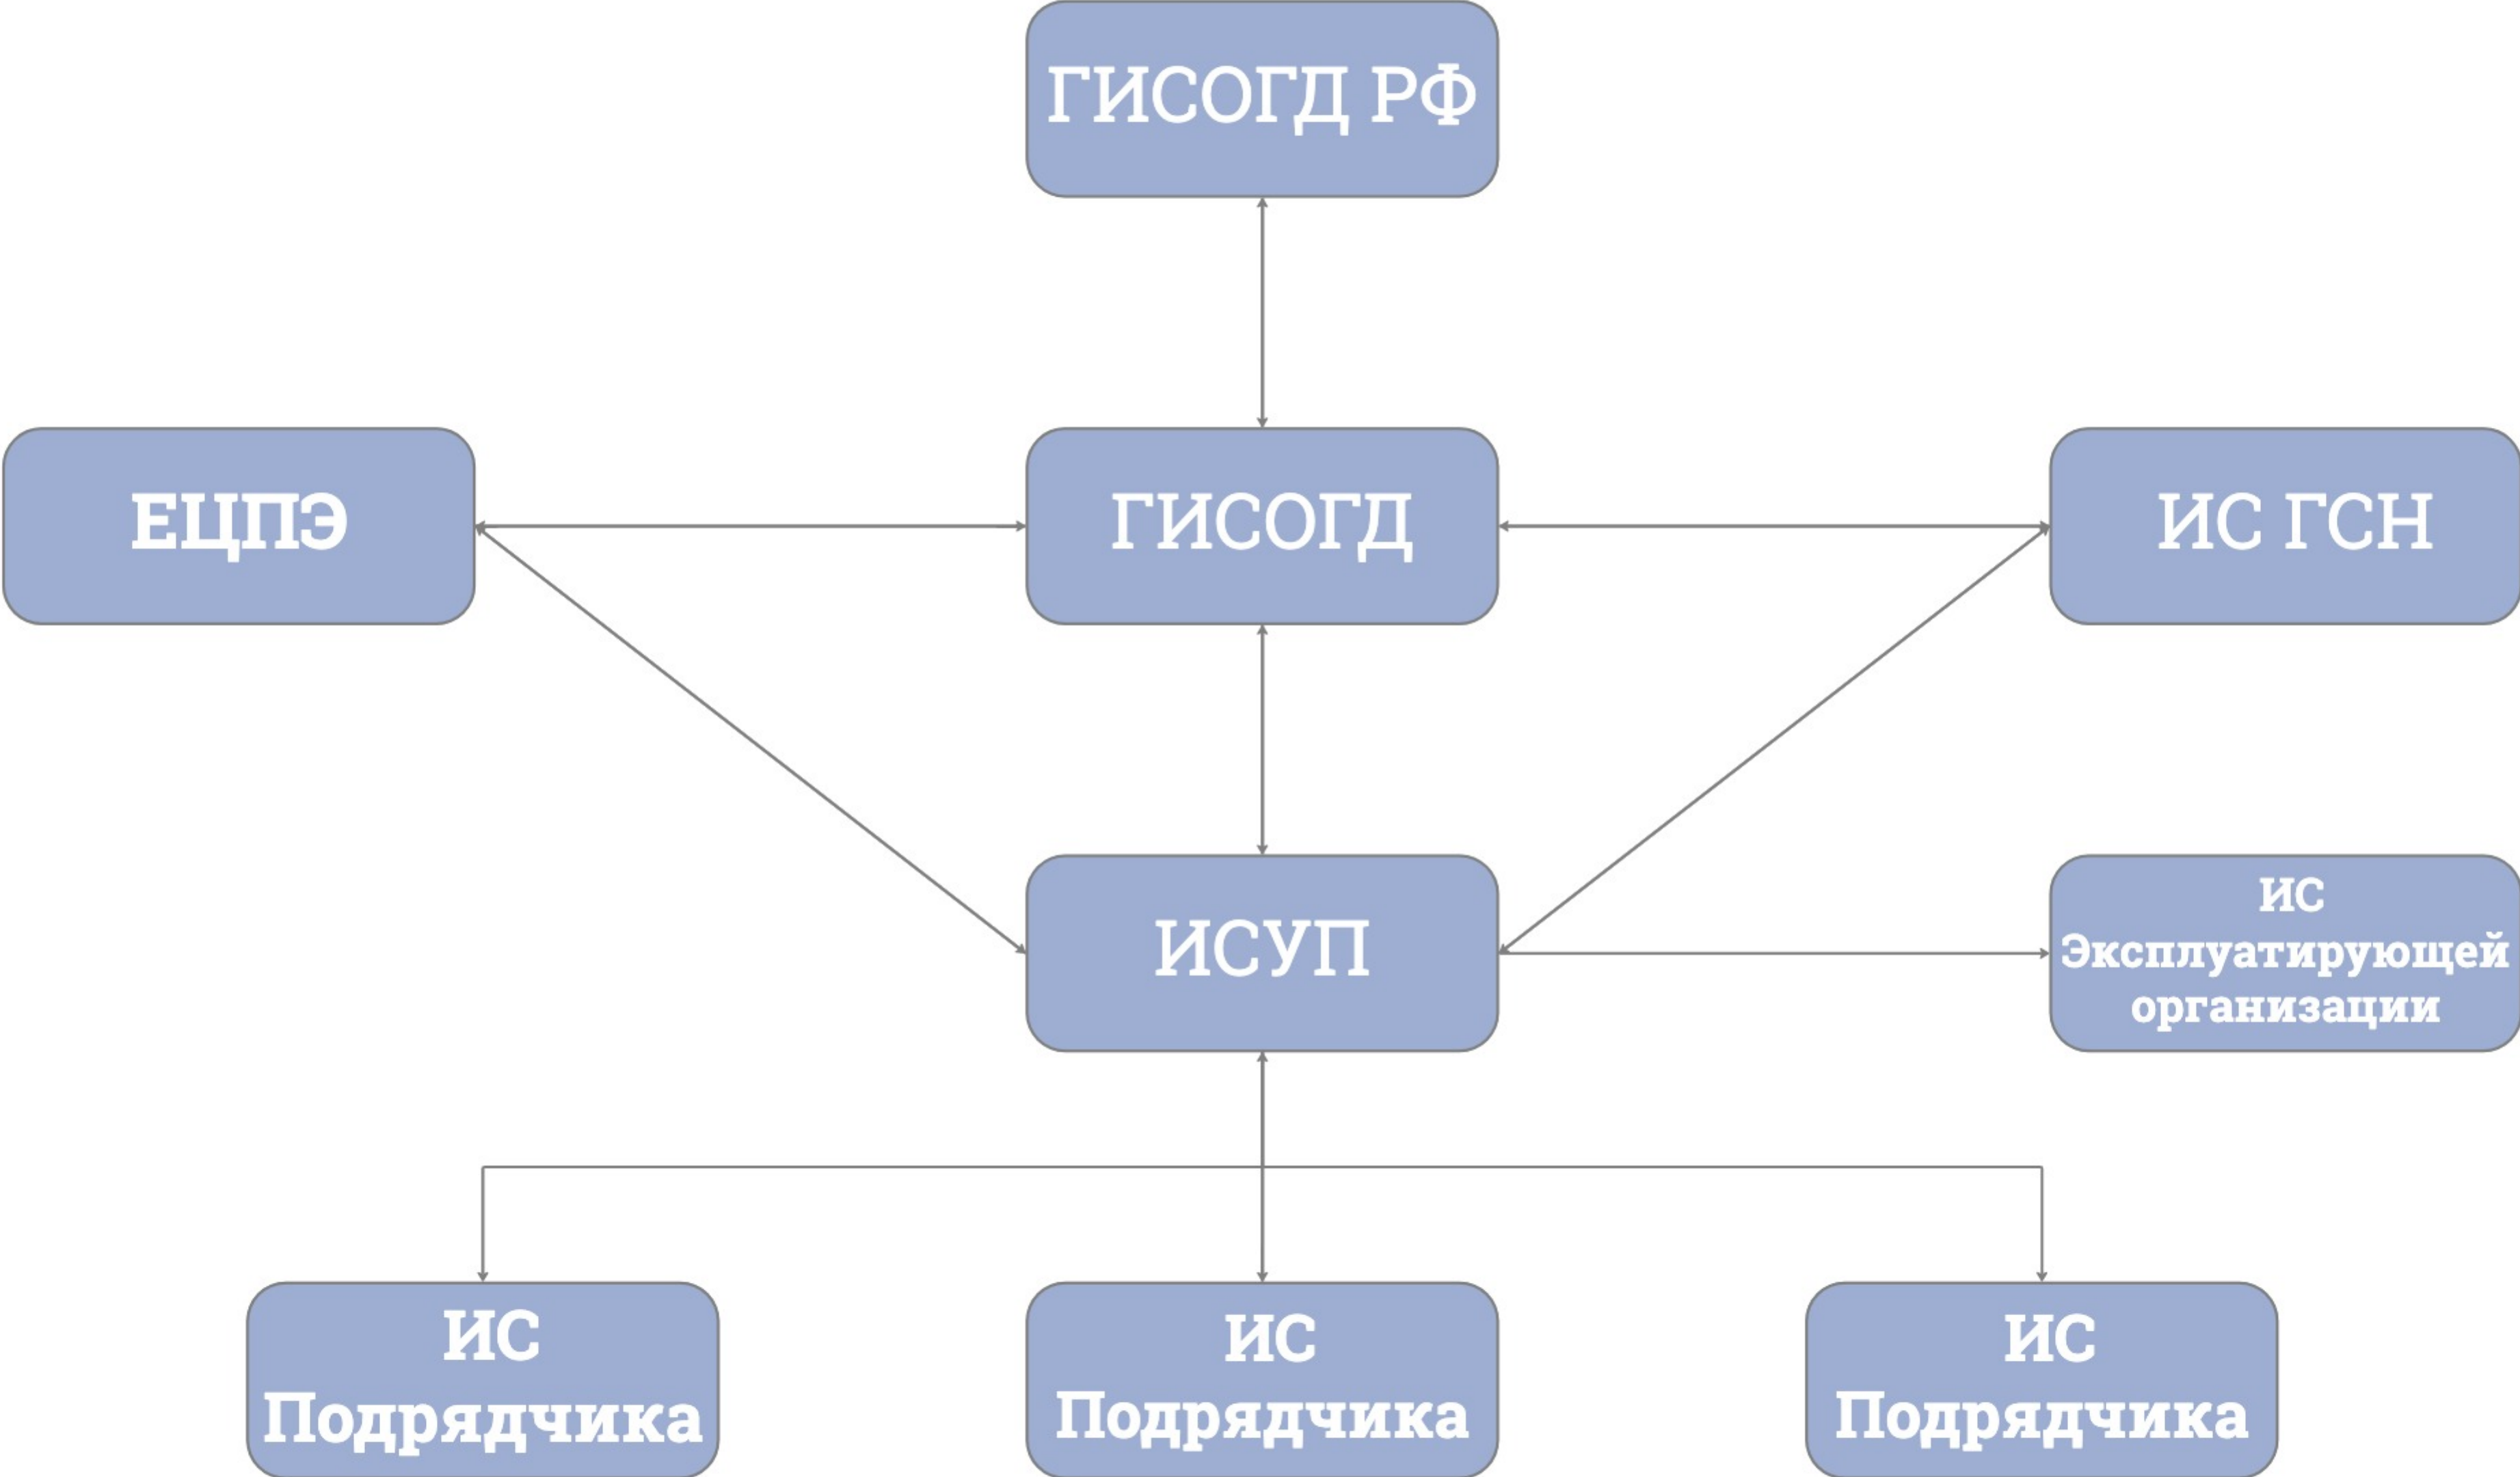 ГИСОГД РФ
ЕЦПЭ
ГИСОГД
ИС ГСН
ИСУП
ИС
Эксплуатирующей
организации
ИС
Подрядчика
ИС
Подрядчика
ИС
Подрядчика